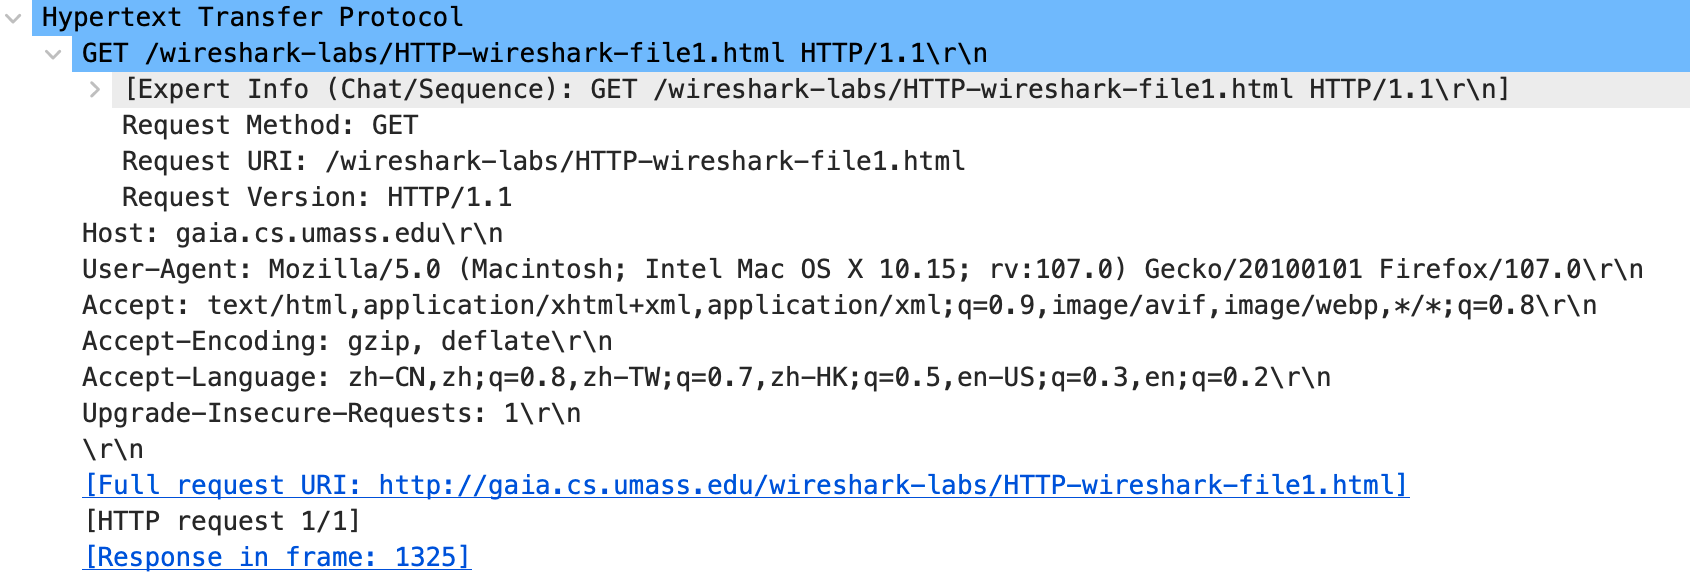 Hypertext Transfer Protocol
GET /wireshark-labs/HTTP-wireshark-file1.html HTTP/1.1\r\n
[Expert Info (Chat/Sequence): GET /wireshark-labs/HTTP-wireshark-file1.html HTTP/1.1\r\n]
Request Method: GET
Request URI: /wireshark-labs/HTTP-wireshark-file1.html
Request Version: HTTP/1.1
Host: gaia.cs.umass.edu\r\n
User-Agent: Mozilla/5.0 (Macintosh; Intel Mac OS X 10.15; rv:107.0) Gecko/20100101 Firefox/107.0\r\n
Accept: text/html,application/xhtml+xml,application/xml;q=0.9,image/avif,image/webp,*/*;q=0.8\r\n
Accept-Encoding: gzip, deflate\r\n
Accept-Language: zh-CN,zh;q=0.8,zh-TW;q=0.7,zh-HK;q=0.5,en-US;q=0.3,en;q=0.2\r\n
Upgrade-Insecure-Requests: 1\r\n
\r\n
[Full request URI: http://gaia.cs.umass.edu/wireshark-labs/HTTP-wireshark-file1.html]
[HTTP request 1/1]
[Response in frame: 1325]